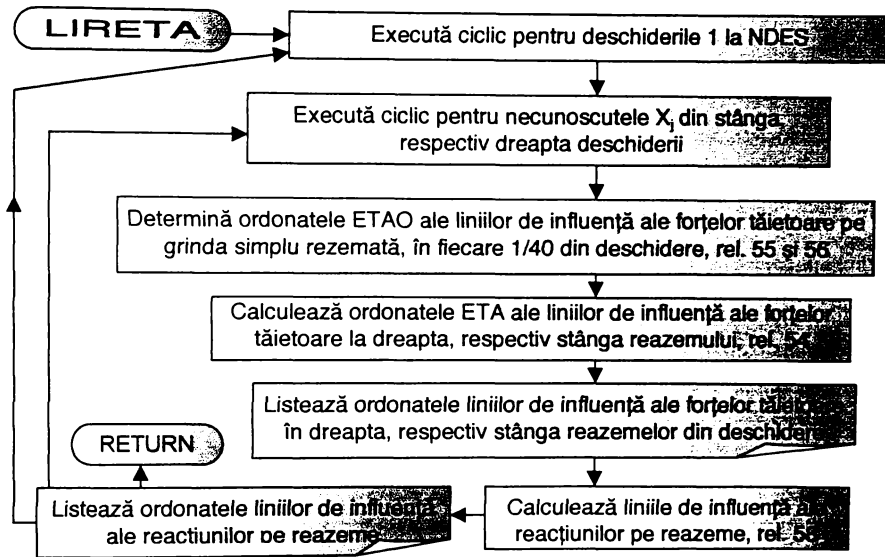 LIRETA
Execută ciclic pentru deschiderile 1 la NDES
Execută ciclic pentru necunoscutele Xj din stânga,
respectiv dreapta deschiderii
Determină ordonatele ETAO ale liniilor de influență ale forțelor tăietoare pe
grinda simplu rezemată, în fiecare 1/40 din deschidere, rel. 55 și 56
Calculează ordonatele ETA ale liniilor de influență ale forțelor
tăietoare la dreapta, respectiv stânga reazemului, rel. 54
Listează ordonatele liniilor de influență ale forțelor tăietoare
în dreapta, respectiv stânga reazemelor din deschidere
RETURN
Calculează liniile de influență ale
reacțiunilor pe reazeme, rel.
Listează ordonatele liniilor de influență
ale reacțiunilor pe reazeme